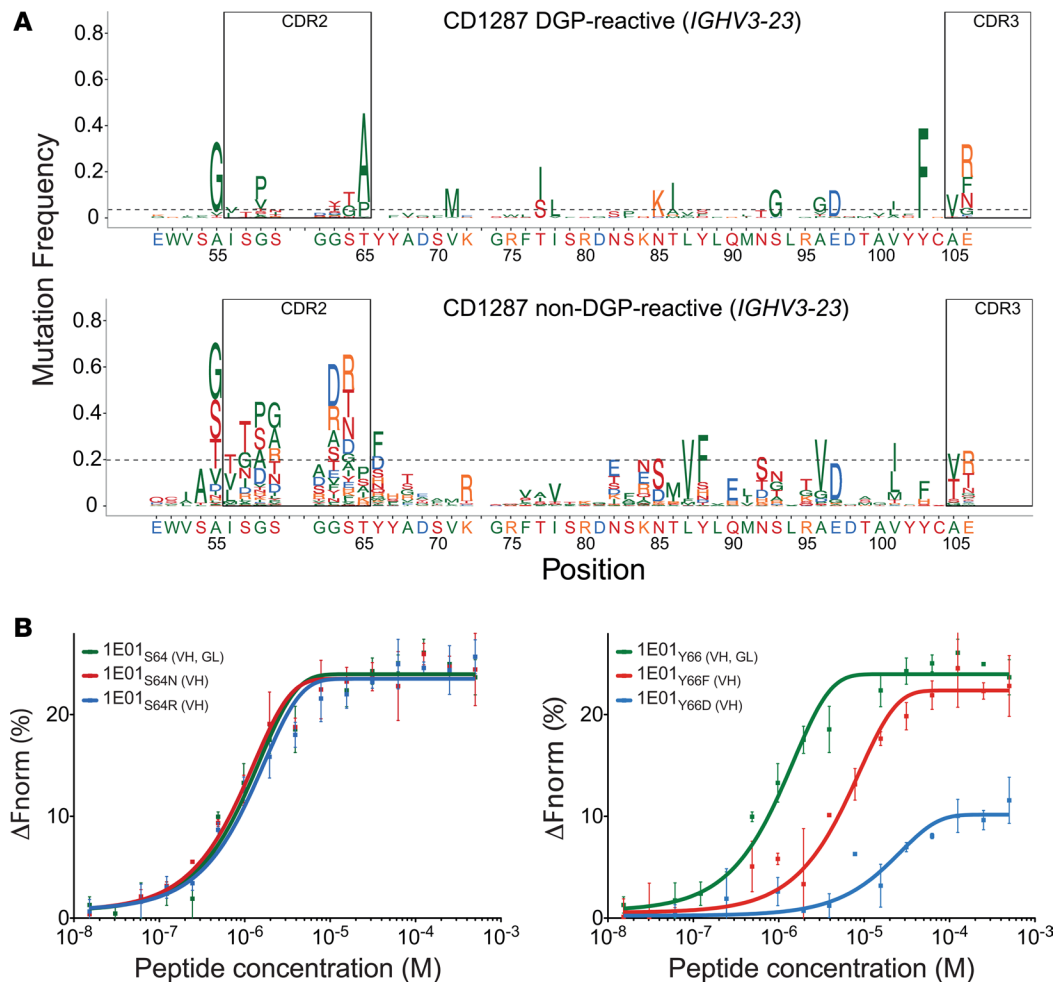 A
CD1287 DGP-reactive (IGHV3-23)
CDR2
CDR3
Mutation Frequency
0.8
0.6
0.4
0.2
0
EWVSAISGS GGSTYYADSVK GRFTISRDNSKNTLYLQMNSLRAEDTAVYYCAE
55 65 70 75 80 85 90 95 100 105
CD1287 non-DGP-reactive (IGHV3-23)
CDR2
CDR3
0.8
0.6
0.4
0.2
0
EWVSAISGS GGSTYYADSVK GRFTISRDNSKNTLYLQMNSLRAEDTAVYYCAE
55 65 70 75 80 85 90 95 100 105
Position
B
1E01S64 (VH, GL)
1E01S64N (VH)
1E01S64R (VH)
ΔFnorm (%)
20
10
0
10-8 10-7 10-6 10-5 10-4 10-3
Peptide concentration (M)
1E01Y66 (VH, GL)
1E01Y66F (VH)
1E01Y66D (VH)
ΔFnorm (%)
20
10
0
10-8 10-7 10-6 10-5 10-4 10-3
Peptide concentration (M)